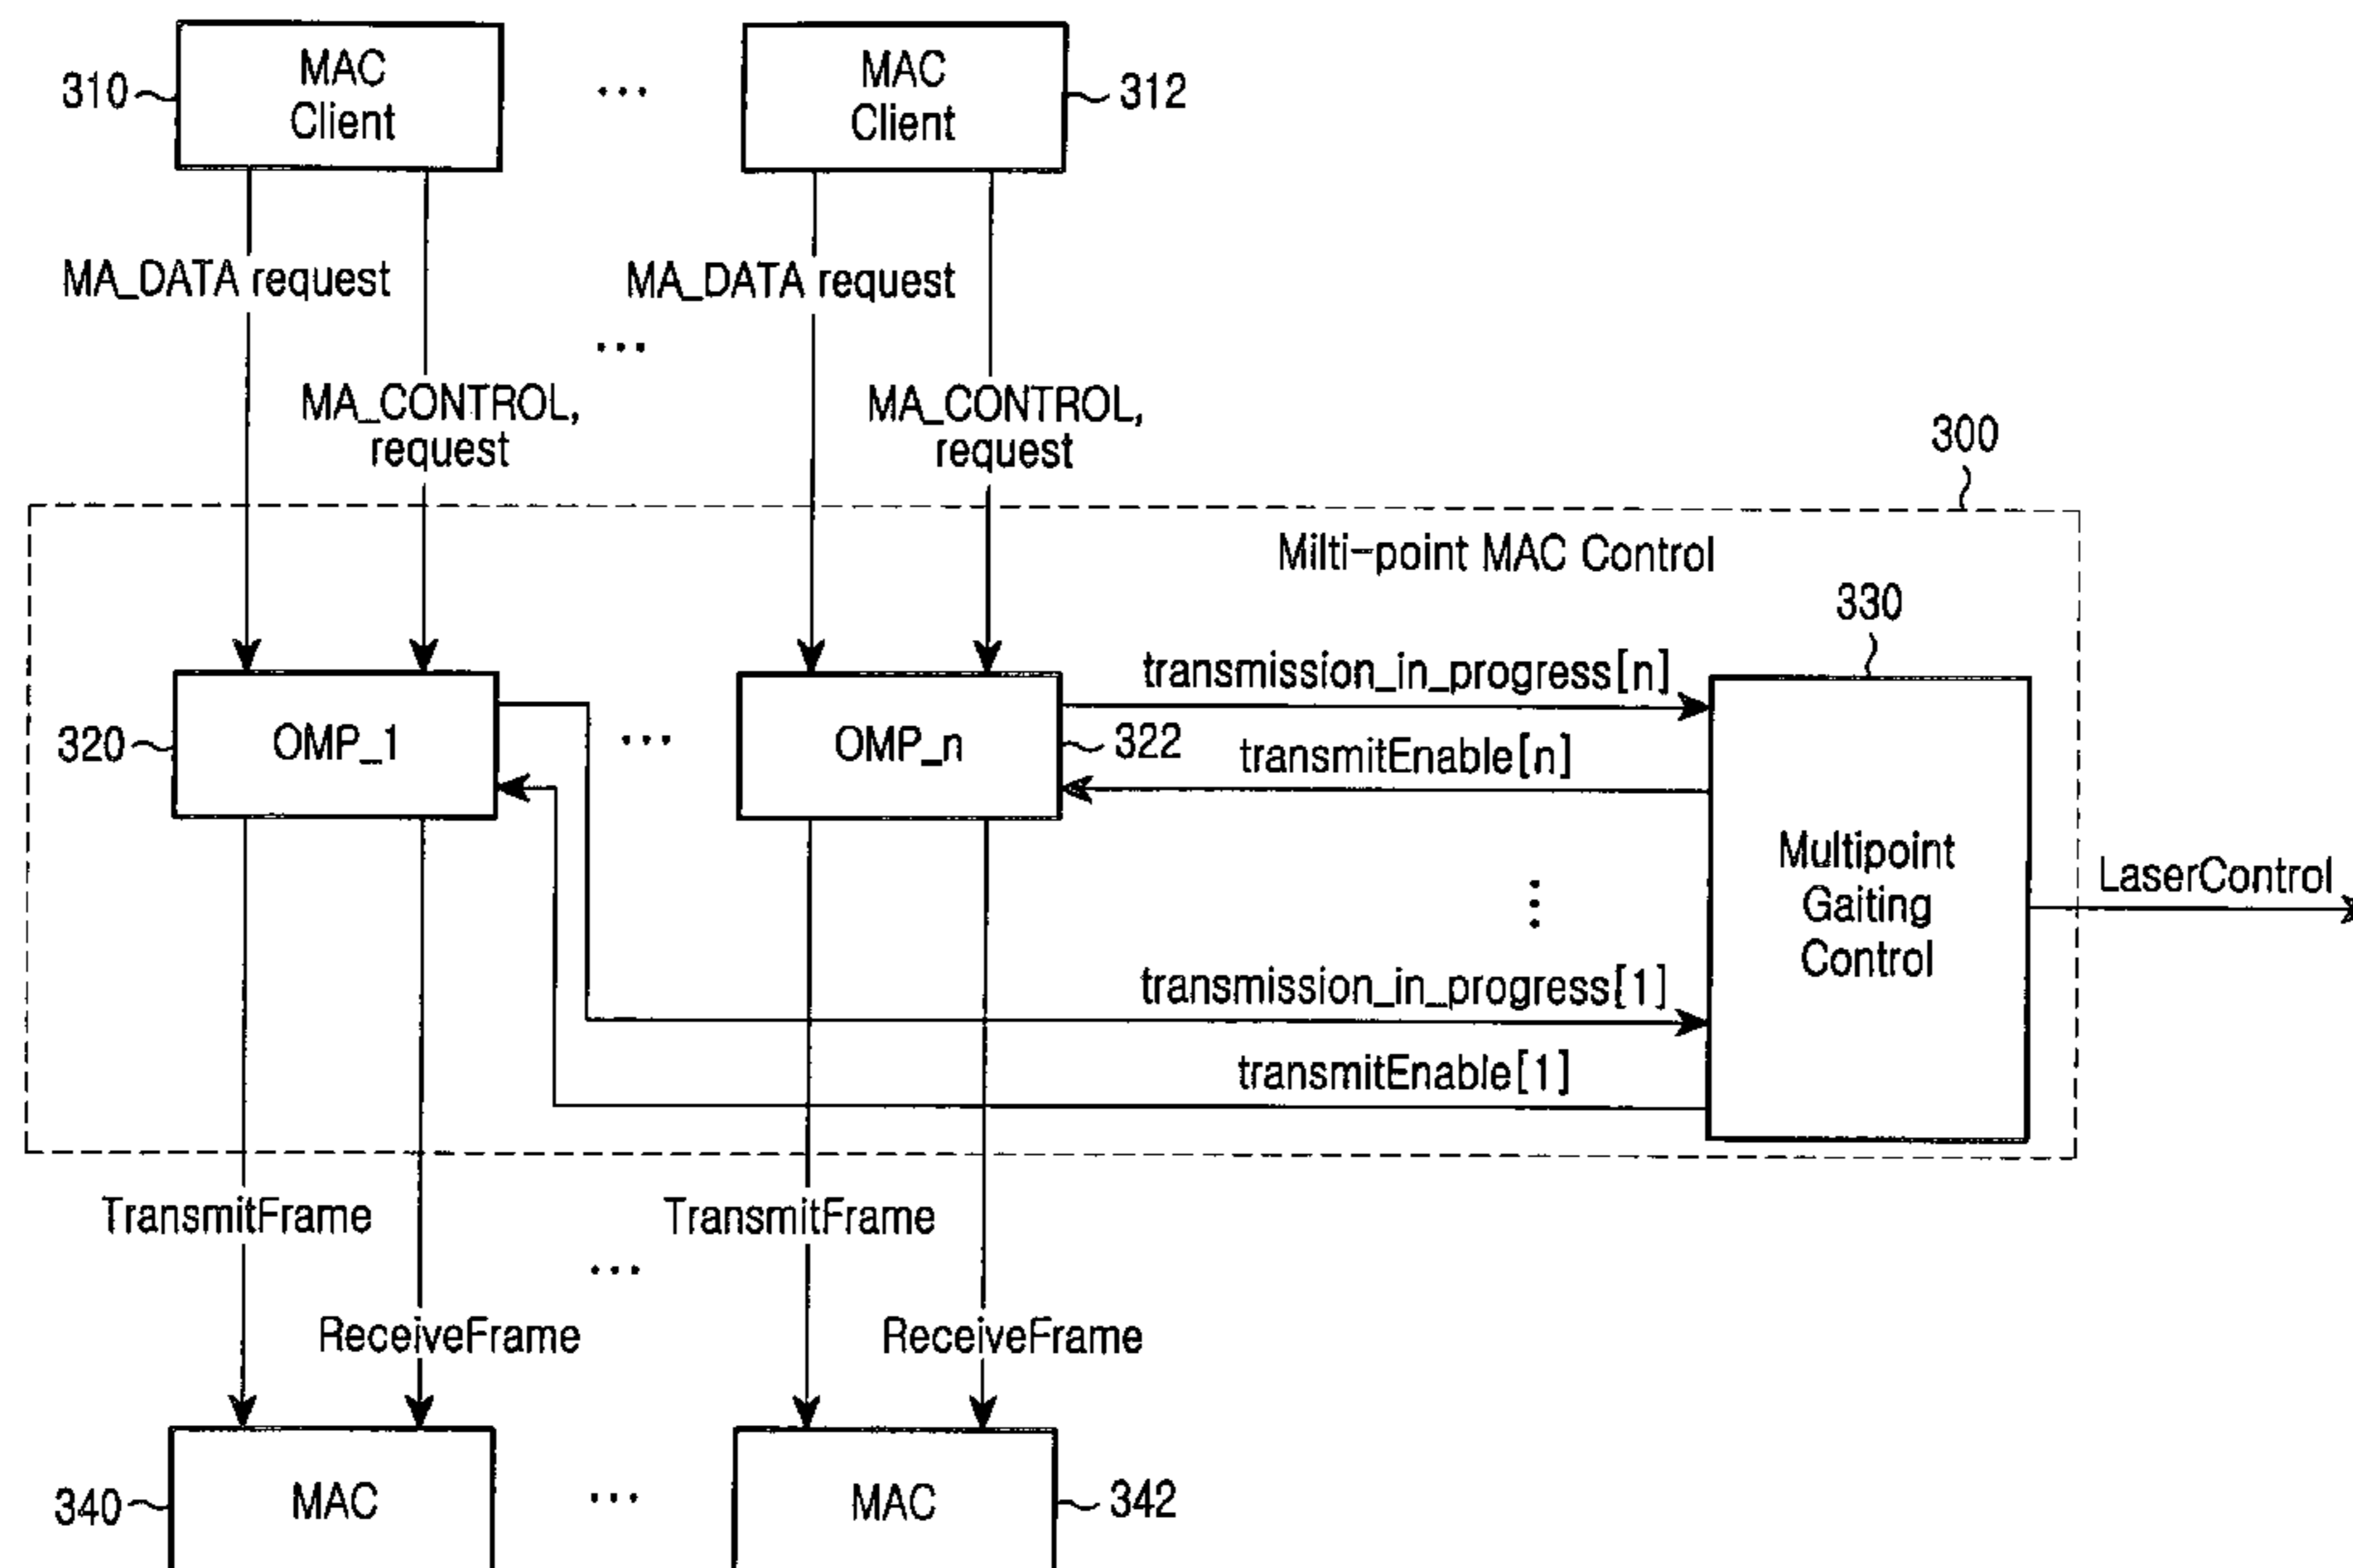 310
MAC
Client
...
MAC
Client
312
MA_DATA request
MA_DATA request
...
MA_CONTROL,
request
MA_CONTROL,
request
300
Milti-point MAC Control
330
320
OMP_1
...
OMP_n
322
transmission_in_progress[n]
transmitEnable[n]
Multipoint
Gaiting
Control
LaserControl
transmission_in_progress[1]
transmitEnable[1]
TransmitFrame
TransmitFrame
...
ReceiveFrame
ReceiveFrame
340
MAC
...
MAC
342